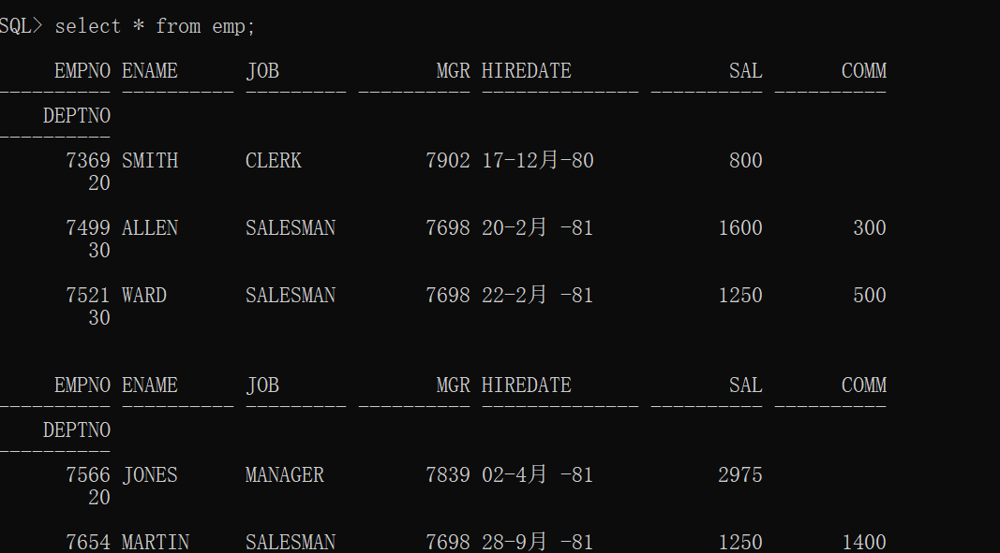 SQL> select * from emp;
     EMPNO ENAME      JOB              MGR HIREDATE              SAL       COMM
---------- ---------- --------- ---------- -------------- ---------- ----------
    DEPTNO
----------
      7369 SMITH      CLERK           7902 17-12月-80            800
        20
      7499 ALLEN      SALESMAN        7698 20-2月 -81           1600        300
        30
      7521 WARD       SALESMAN        7698 22-2月 -81           1250        500
        30
     EMPNO ENAME      JOB              MGR HIREDATE              SAL       COMM
---------- ---------- --------- ---------- -------------- ---------- ----------
    DEPTNO
----------
      7566 JONES      MANAGER         7839 02-4月 -81           2975
        20
      7654 MARTIN     SALESMAN        7698 28-9月 -81           1250       1400